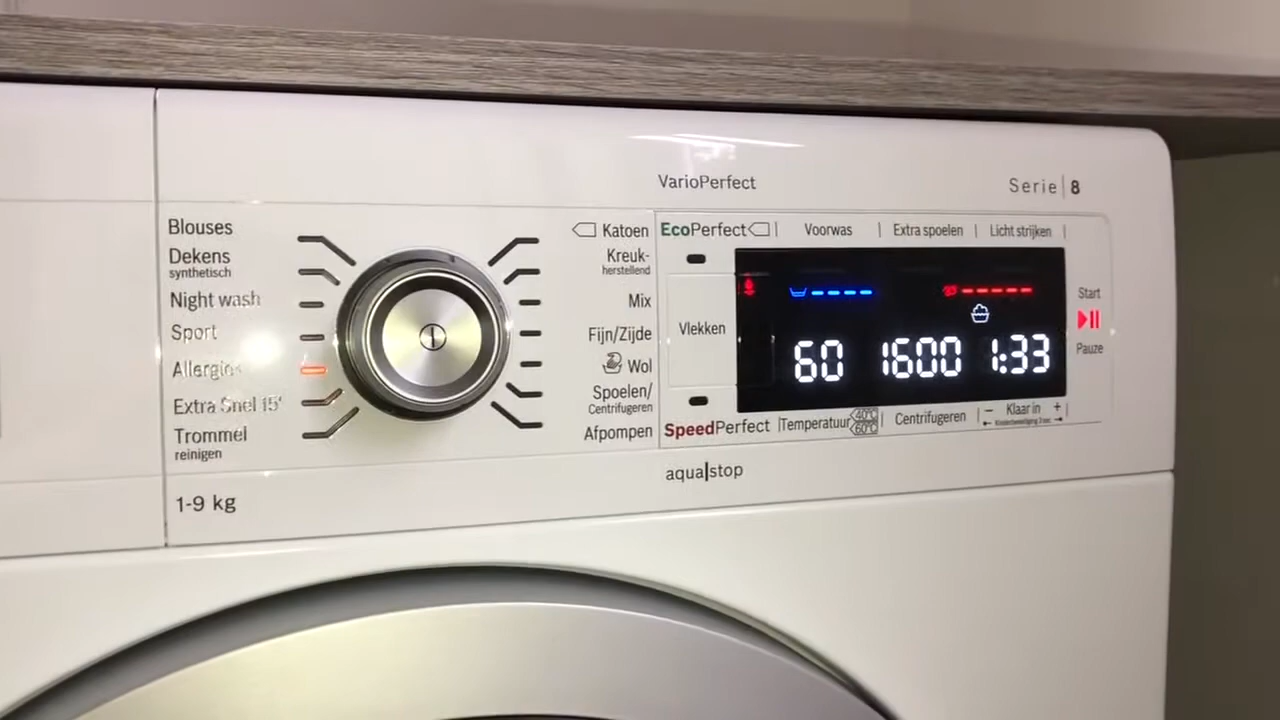 VarioPerfect
Serie | 8
Blouses
Dekens
synthetisch
Night wash
Sport
Allergie+
Extra Snel 15'
Trommel
reinigen
1-9 kg
Katoen
Kreuk-
herstellend
Mix
Fijn/Zijde
Wol
Spoelen/
Centrifugeren
Afpompen
EcoPerfect
Vlekken
SpeedPerfect
Voorwas | Extra spoelen | Licht strijken |
60 1600 1:33
Temperatuur 40°C 60°C | Centrifugeren | − Klaar in +
Start
Pauze
aqua|stop